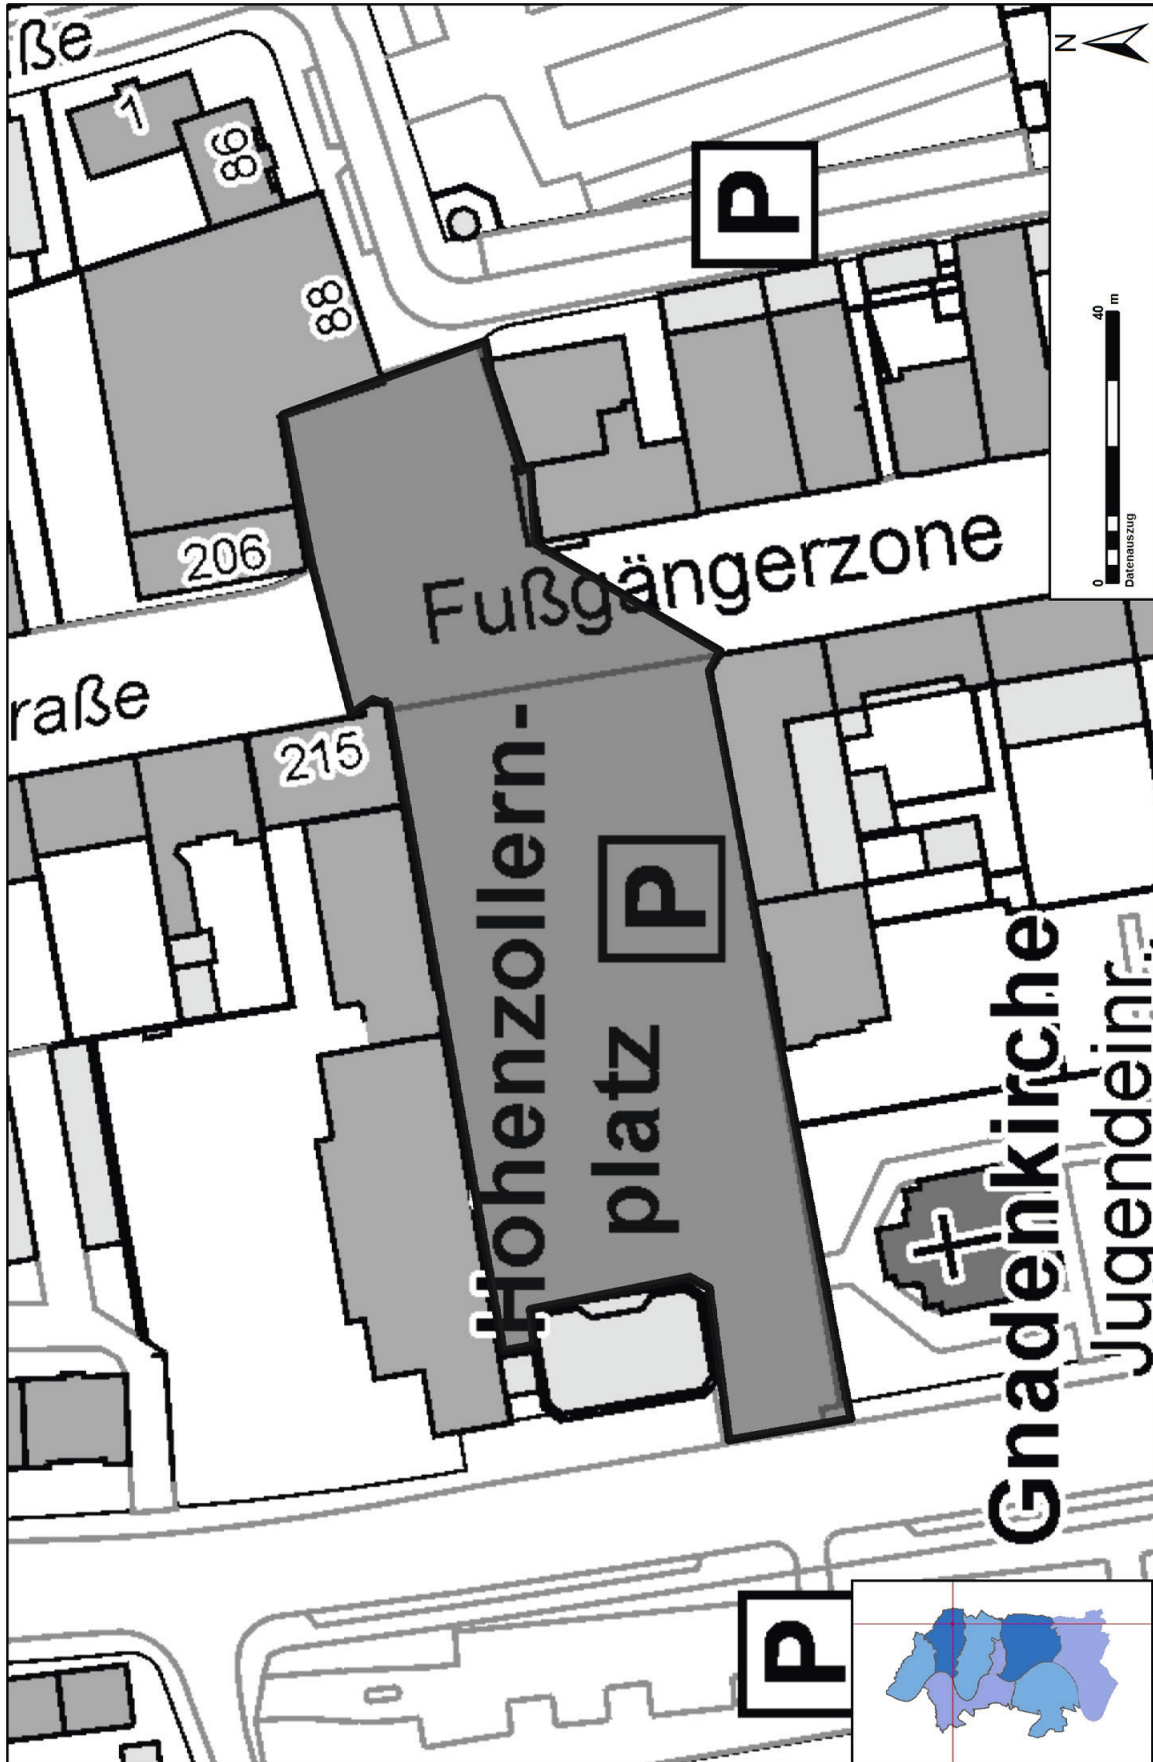 ße
1
86
88
206
raße
215
Fußgängerzone
Hohenzollern-
platz
P
P
P
Gnadenkirche
Jugendeinr.
N
0
40
m
Datenauszug